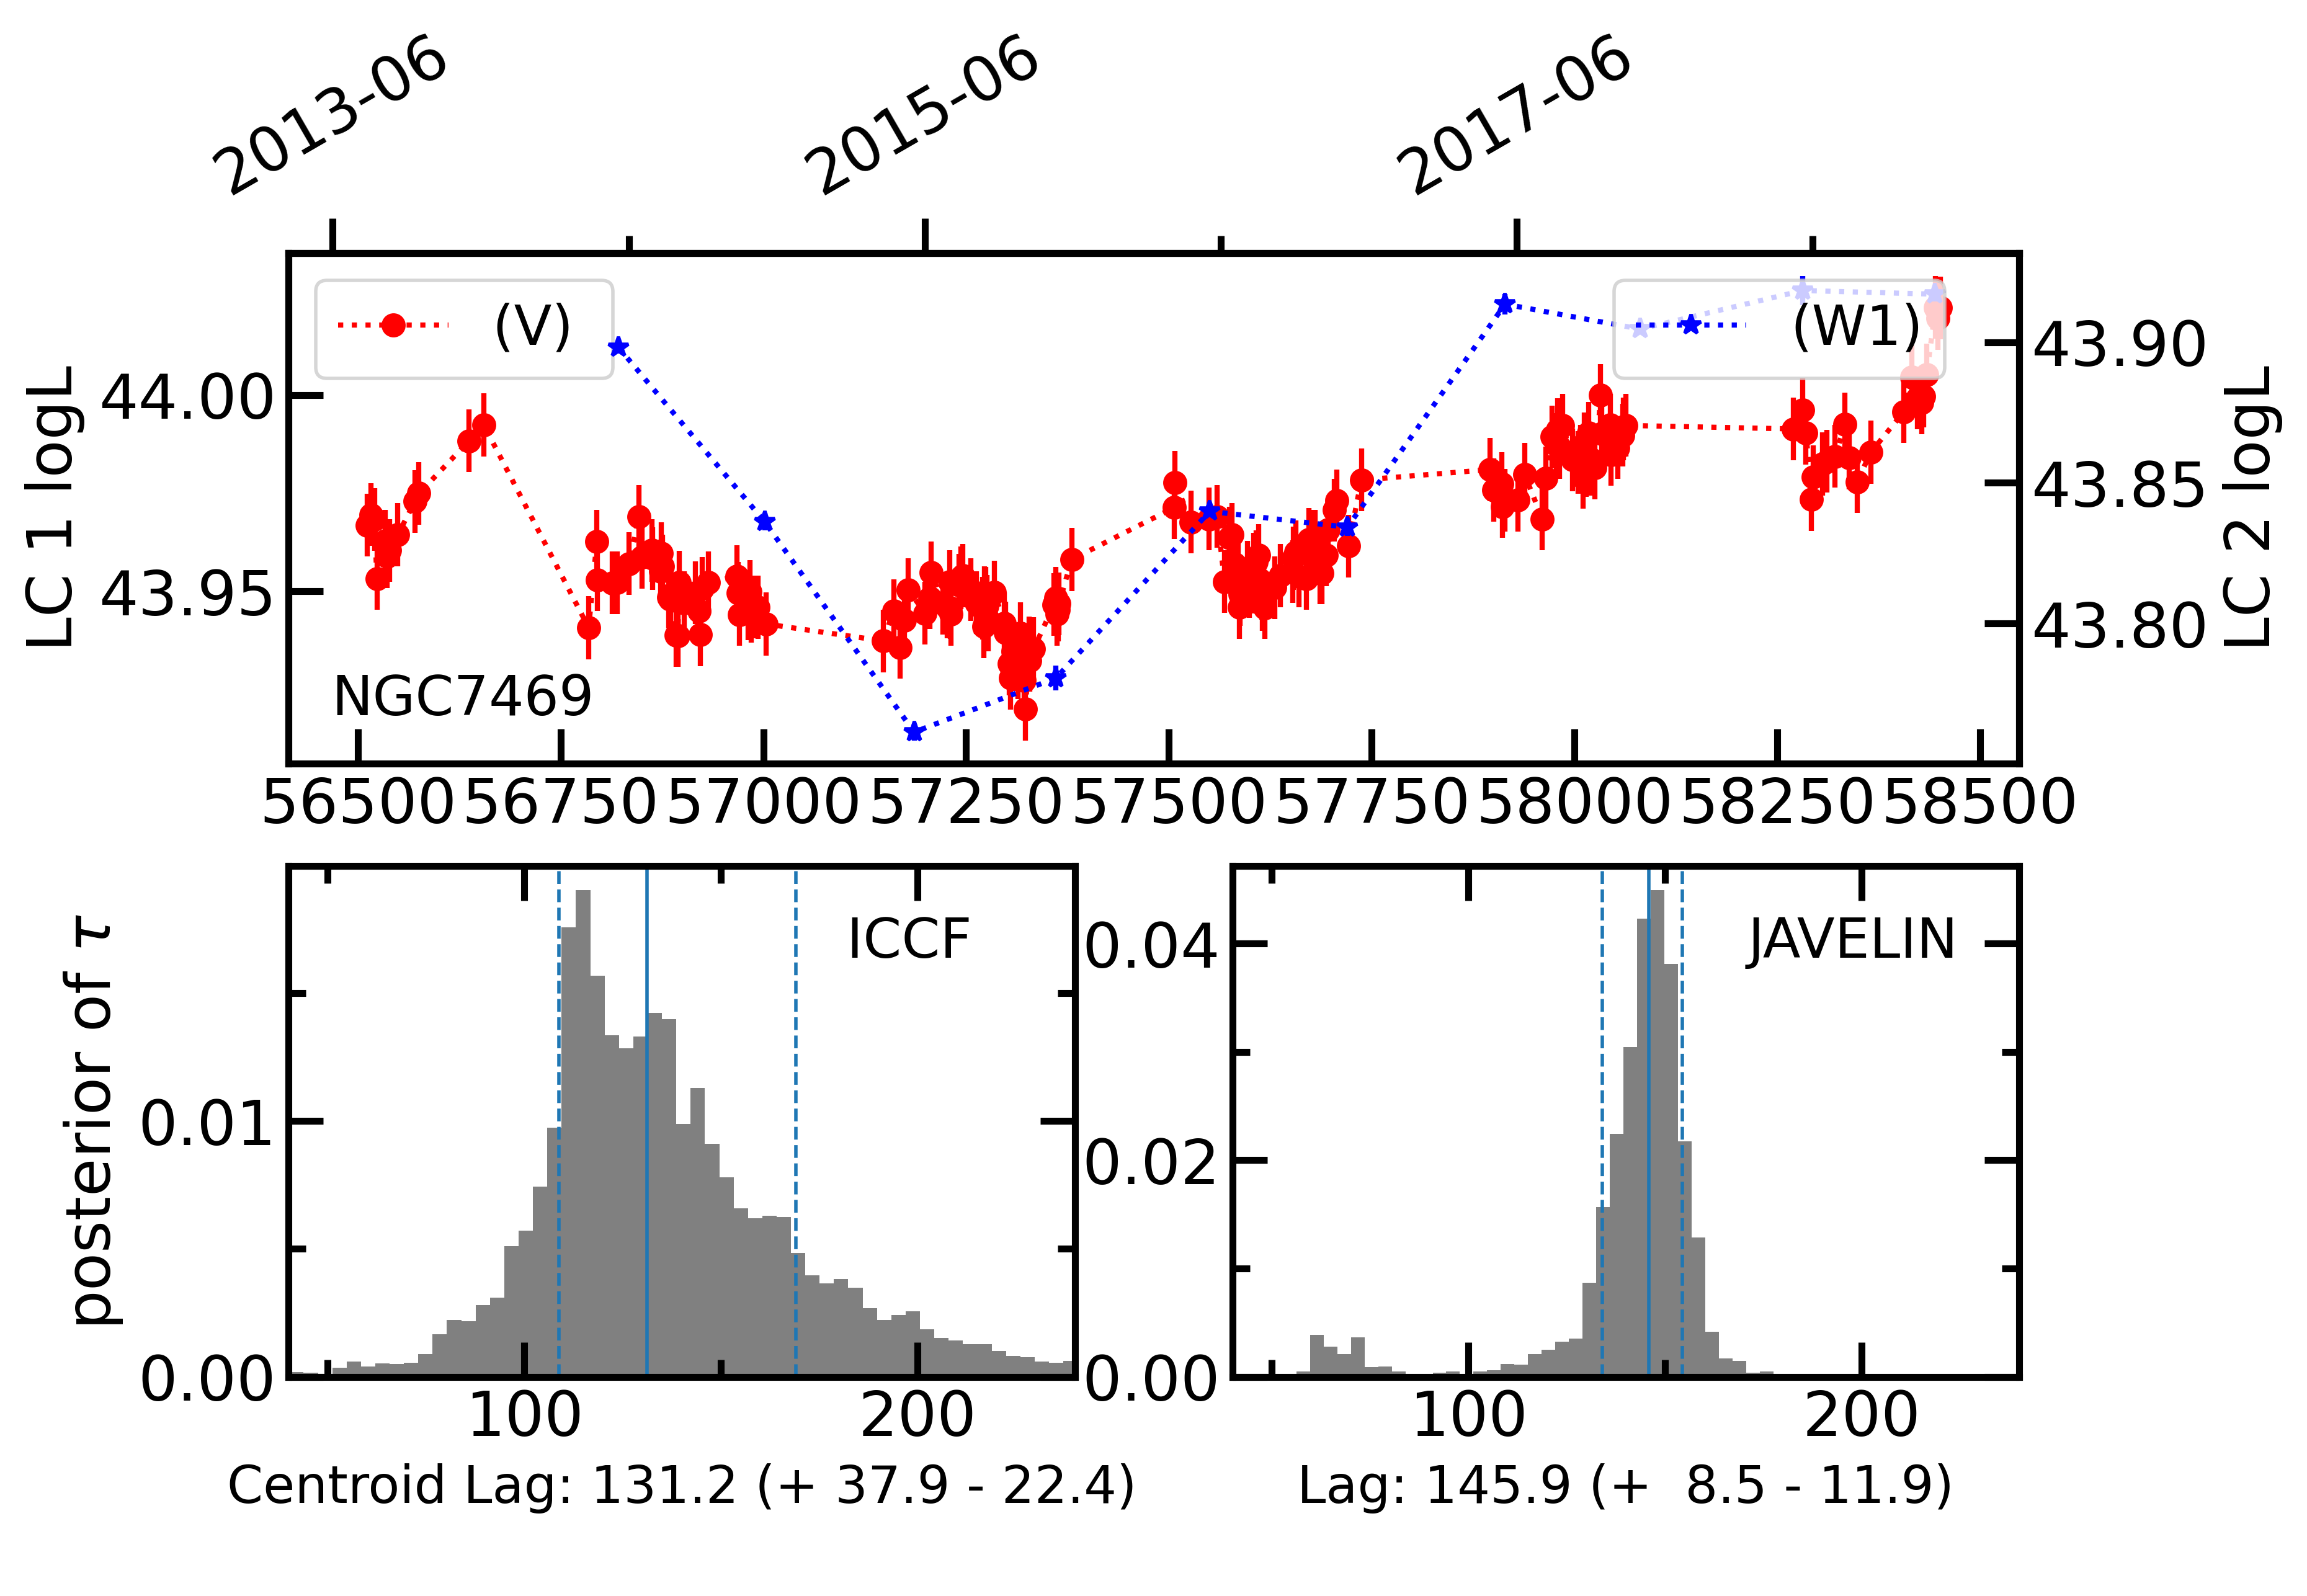 2013-06 2015-06 2017-06
(V) (W1)
LC 1 logL
44.00
43.95
43.90
43.85
43.80
LC 2 logL
NGC7469
56500 56750 57000 57250 57500 57750 58000 58250 58500
posterior of τ
ICCF
0.01
0.00
100 200
Centroid Lag: 131.2 (+ 37.9 - 22.4)
JAVELIN
0.04
0.02
0.00
100 200
Lag: 145.9 (+  8.5 - 11.9)